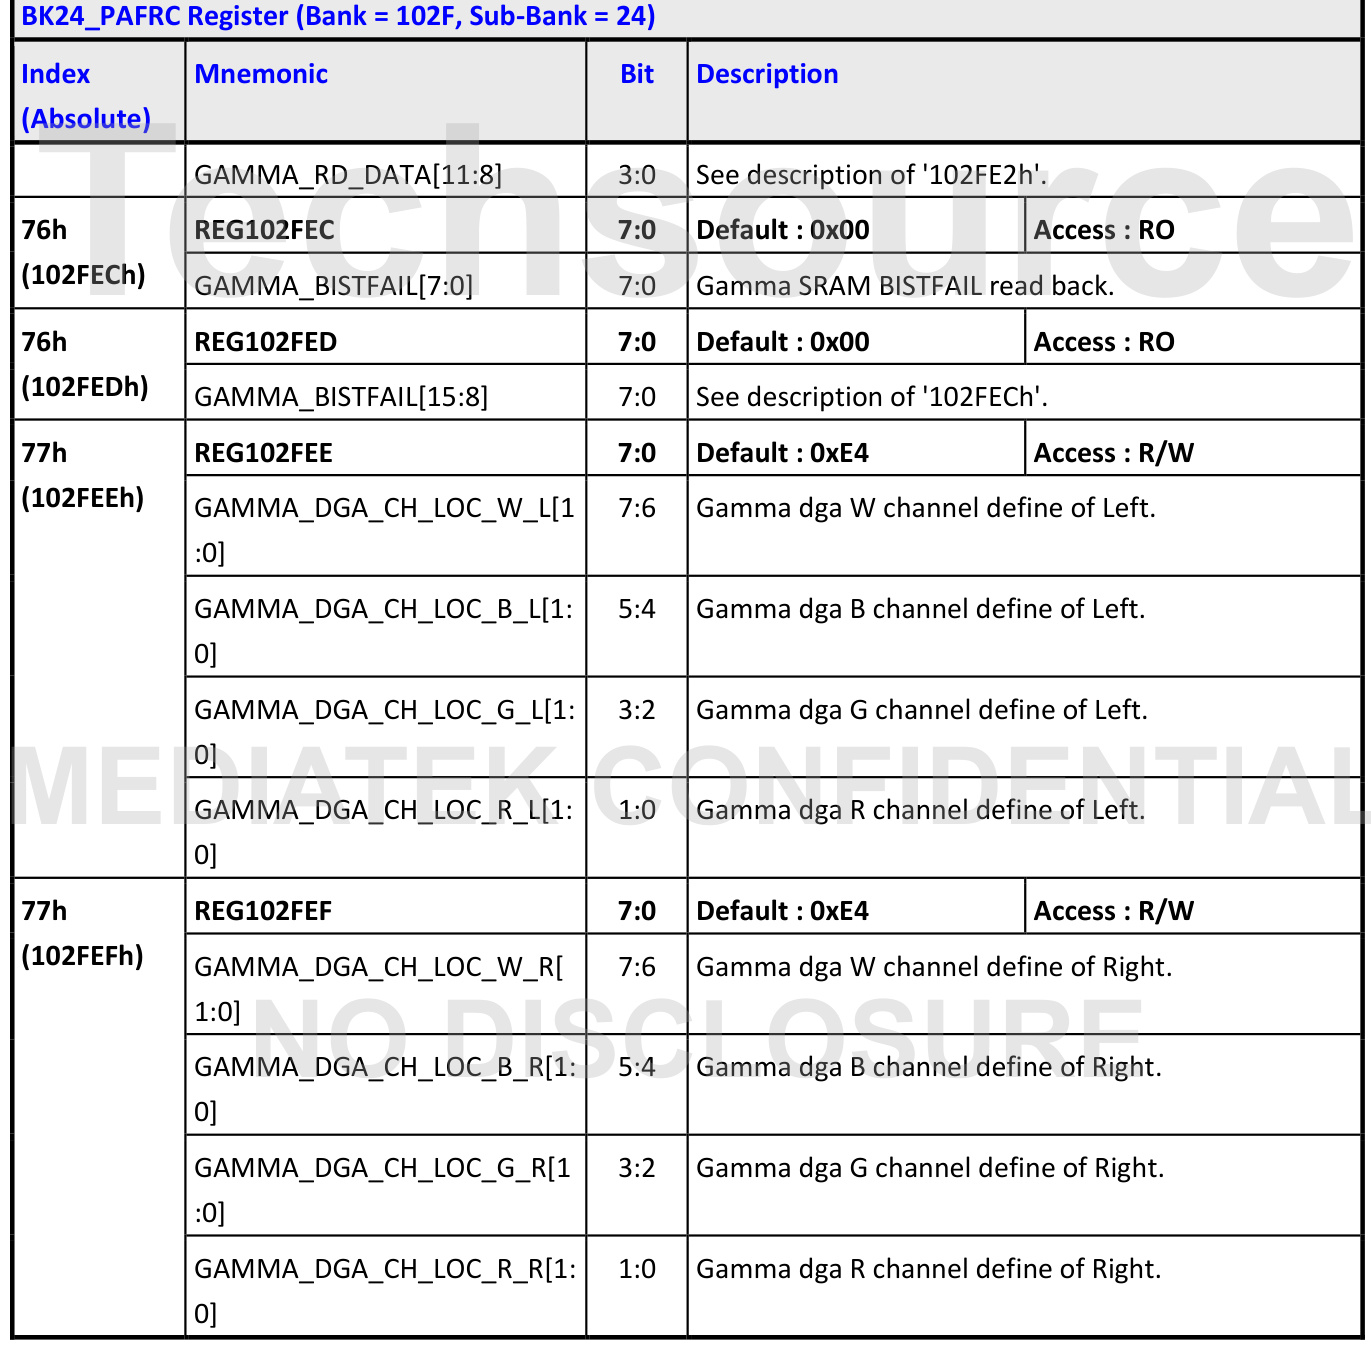 BK24_PAFRC Register (Bank = 102F, Sub-Bank = 24)
Index
(Absolute)
Mnemonic
Bit
Description
GAMMA_RD_DATA[11:8]
3:0
See description of '102FE2h'.
76h
(102FECh)
REG102FEC
7:0
Default : 0x00
Access : RO
GAMMA_BISTFAIL[7:0]
7:0
Gamma SRAM BISTFAIL read back.
76h
(102FEDh)
REG102FED
7:0
Default : 0x00
Access : RO
GAMMA_BISTFAIL[15:8]
7:0
See description of '102FECh'.
77h
(102FEEh)
REG102FEE
7:0
Default : 0xE4
Access : R/W
GAMMA_DGA_CH_LOC_W_L[1
:0]
7:6
Gamma dga W channel define of Left.
GAMMA_DGA_CH_LOC_B_L[1:
0]
5:4
Gamma dga B channel define of Left.
GAMMA_DGA_CH_LOC_G_L[1:
0]
3:2
Gamma dga G channel define of Left.
GAMMA_DGA_CH_LOC_R_L[1:
0]
1:0
Gamma dga R channel define of Left.
77h
(102FEFh)
REG102FEF
7:0
Default : 0xE4
Access : R/W
GAMMA_DGA_CH_LOC_W_R[
1:0]
7:6
Gamma dga W channel define of Right.
GAMMA_DGA_CH_LOC_B_R[1:
0]
5:4
Gamma dga B channel define of Right.
GAMMA_DGA_CH_LOC_G_R[1
:0]
3:2
Gamma dga G channel define of Right.
GAMMA_DGA_CH_LOC_R_R[1:
0]
1:0
Gamma dga R channel define of Right.
Techsource
MEDIATEK CONFIDENTIAL
NO DISCLOSURE